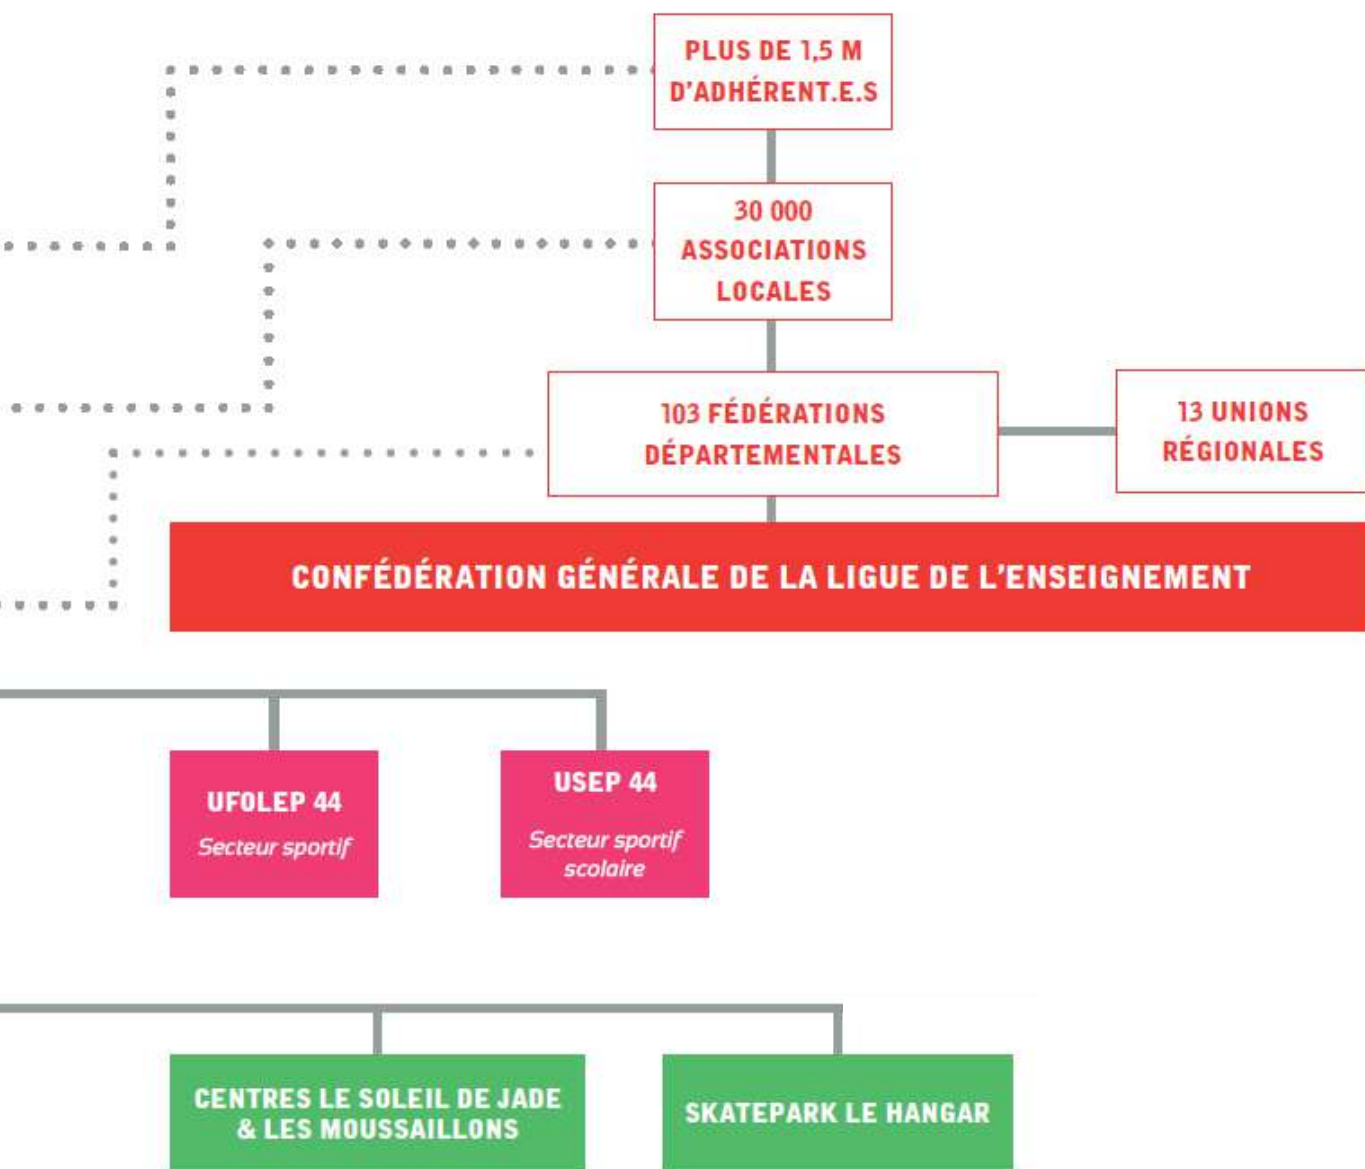 PLUS DE 1,5 M
D'ADHÉRENT.E.S
30 000
ASSOCIATIONS
LOCALES
103 FÉDÉRATIONS
DÉPARTEMENTALES
13 UNIONS
RÉGIONALES
CONFÉDÉRATION GÉNÉRALE DE LA LIGUE DE L'ENSEIGNEMENT
UFOLEP 44
Secteur sportif
USEP 44
Secteur sportif
scolaire
CENTRES LE SOLEIL DE JADE
& LES MOUSSAILLONS
SKATEPARK LE HANGAR